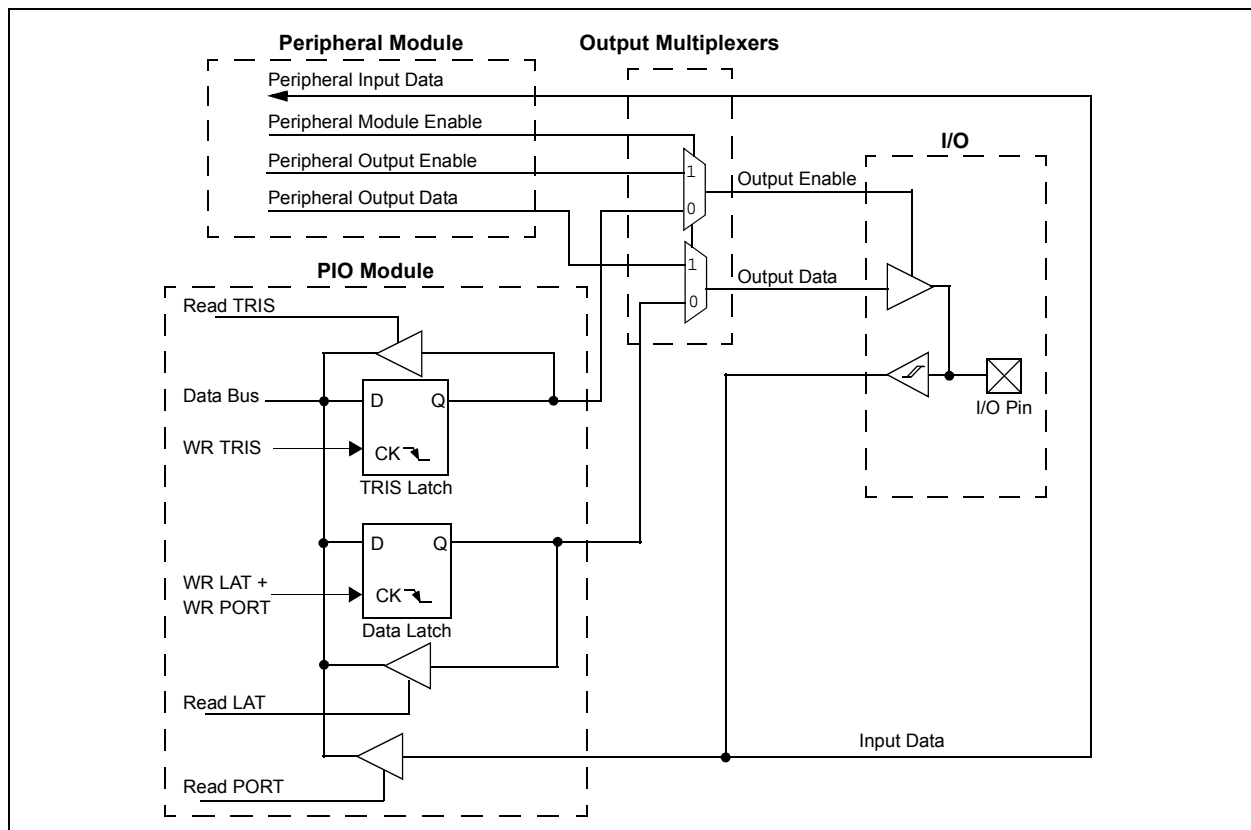 Peripheral Module
Output Multiplexers
Peripheral Input Data
Peripheral Module Enable
Peripheral Output Enable
Peripheral Output Data
1
0
1
0
Output Enable
Output Data
I/O
I/O Pin
PIO Module
Read TRIS
Data Bus
D
Q
WR TRIS
CK
TRIS Latch
D
Q
WR LAT +
WR PORT
CK
Data Latch
Read LAT
Input Data
Read PORT